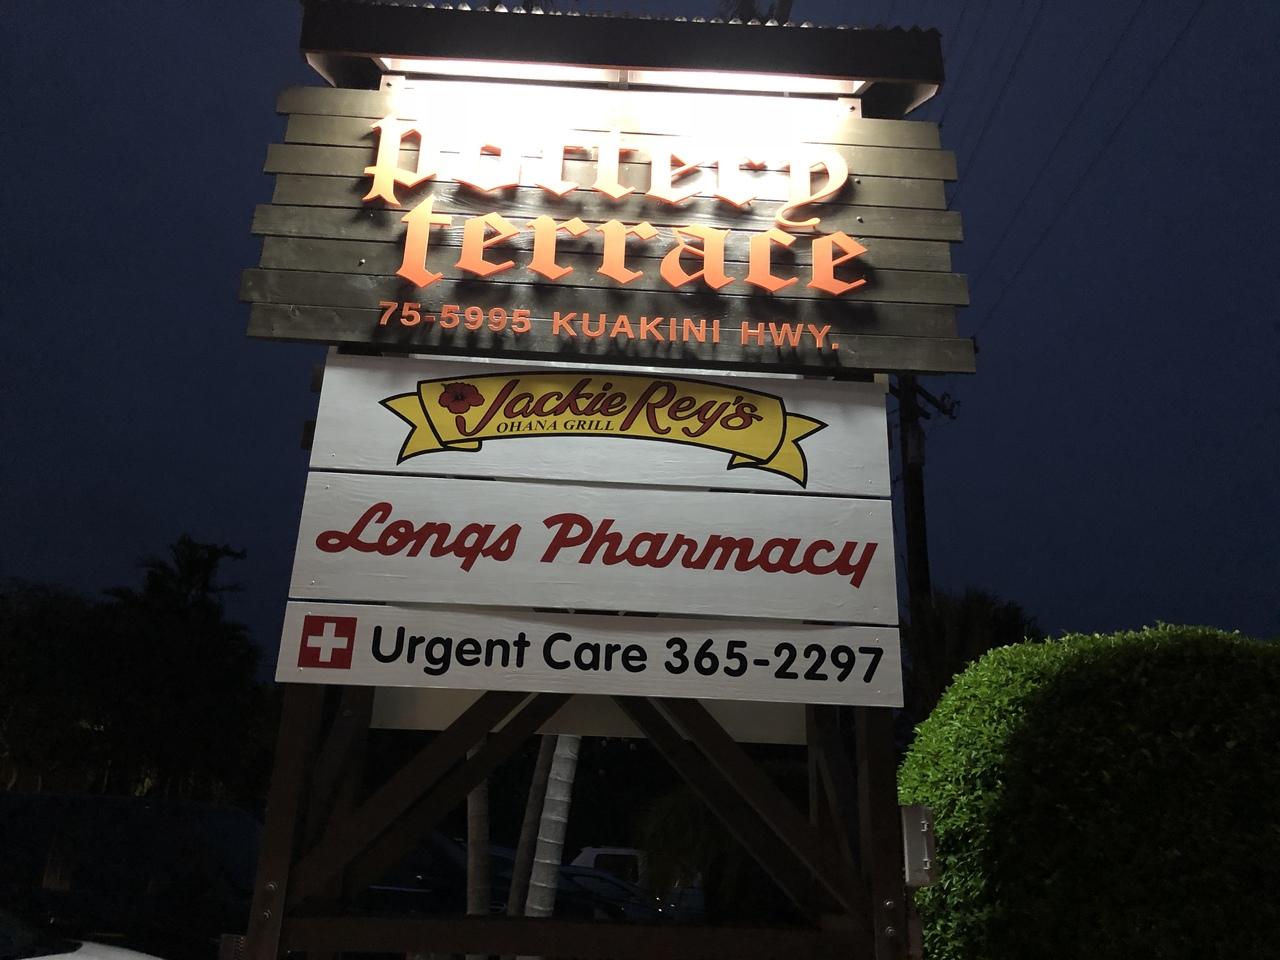 pottery
terrace
75-5995 KUAKINI HWY.
Jackie Rey's
OHANA GRILL
Longs Pharmacy
Urgent Care 365-2297